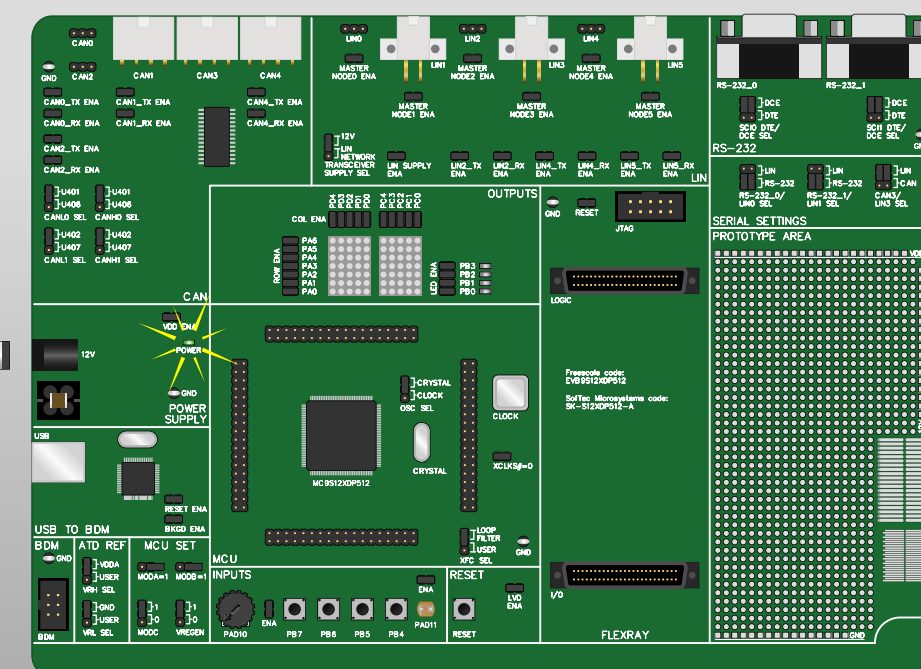 CAN0
GND
CAN2
CAN1
CAN3
CAN4
CAN0_TX ENA
CAN1_TX ENA
CAN4_TX ENA
CAN0_RX ENA
CAN1_RX ENA
CAN4_RX ENA
CAN2_TX ENA
CAN2_RX ENA
U401
U406
CANL0 SEL
U401
U406
CANH0 SEL
U402
U407
CANL1 SEL
U402
U407
CANH1 SEL
CAN
LIN0
LIN1
LIN2
LIN3
LIN4
LIN5
MASTER
NODE0 ENA
MASTER
NODE2 ENA
MASTER
NODE4 ENA
MASTER
NODE1 ENA
MASTER
NODE3 ENA
MASTER
NODE5 ENA
12V
LIN
NETWORK
TRANSCEIVER
SUPPLY SEL
LIN SUPPLY
ENA
LIN2_TX
ENA
LIN2_RX
ENA
LIN4_TX
ENA
LIN4_RX
ENA
LIN5_TX
ENA
LIN5_RX
ENA
LIN
RS-232_0
RS-232_1
DCE
DTE
SCI0 DTE/
DCE SEL
DCE
DTE
SCI1 DTE/
DCE SEL
RS-232
LIN
RS-232
RS-232_0/
LIN0 SEL
LIN
RS-232
RS-232_1/
LIN1 SEL
LIN
CAN
CAN3/
LIN3 SEL
SERIAL SETTINGS
OUTPUTS
PD4
PD3
PD2
PD1
PD0
PC4
PC3
PC2
PC1
PC0
COL ENA
ROW ENA
PA6
PA5
PA4
PA3
PA2
PA1
PA0
LED ENA
PB3
PB2
PB1
PB0
GND
RESET
JTAG
LOGIC
Freescale code:
EVB9S12XDP512
SofTec Microsystems code:
SK-S12XDP512-A
I/O
FLEXRAY
PROTOTYPE AREA
GND
VDD ENA
POWER
12V
GND
POWER
SUPPLY
USB
RESET ENA
BKGD ENA
USB TO BDM
CRYSTAL
CLOCK
OSC SEL
CLOCK
CRYSTAL
MC9S12XDP512
XCLKS#=0
LOOP
FILTER
USER
XFC SEL
GND
MCU
BDM
GND
BDM
ATD REF
VDDA
USER
VRH SEL
GND
USER
VRL SEL
MCU SET
MODA=1
MODB=1
1
0
MODC
1
0
VREGEN
INPUTS
PAD10
ENA
PB7
PB6
PB5
PB4
ENA
PAD11
RESET
RESET
LVD
ENA